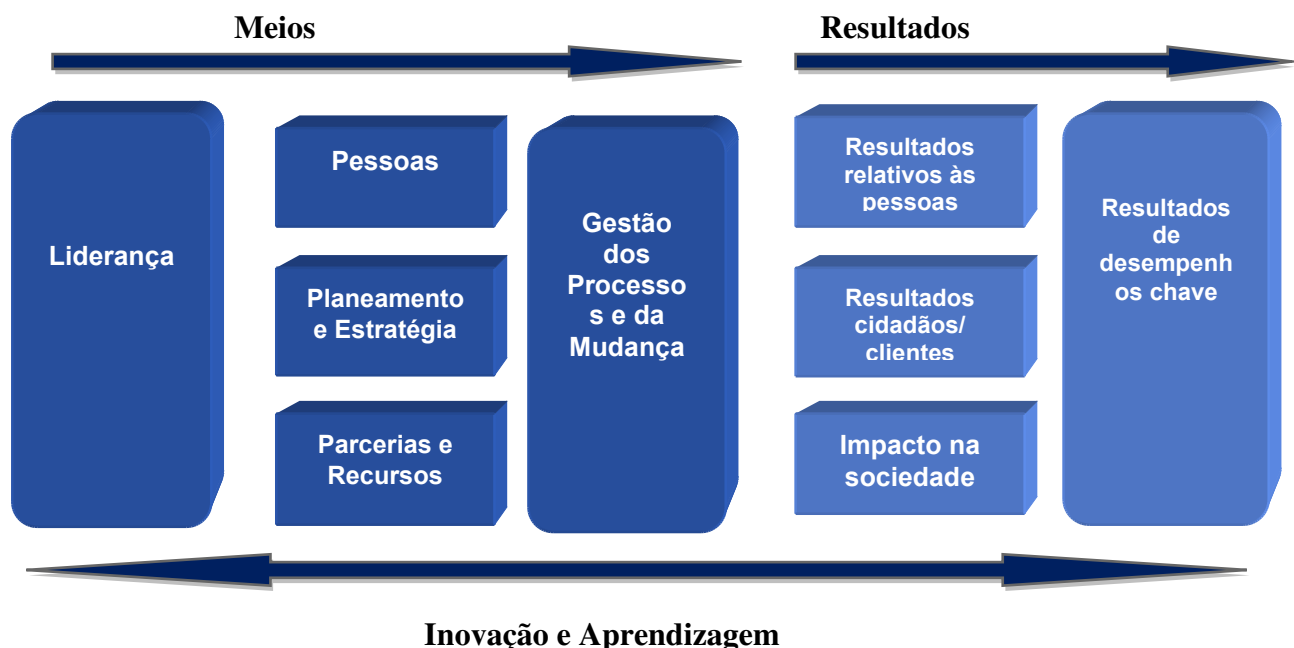 Meios
Resultados
Liderança
Pessoas
Planeamento
e Estratégia
Parcerias e
Recursos
Gestão
dos
Processo
s e da
Mudança
Resultados
relativos às
pessoas
Resultados
cidadãos/
clientes
Impacto na
sociedade
Resultados
de
desempenh
os chave
Inovação e Aprendizagem